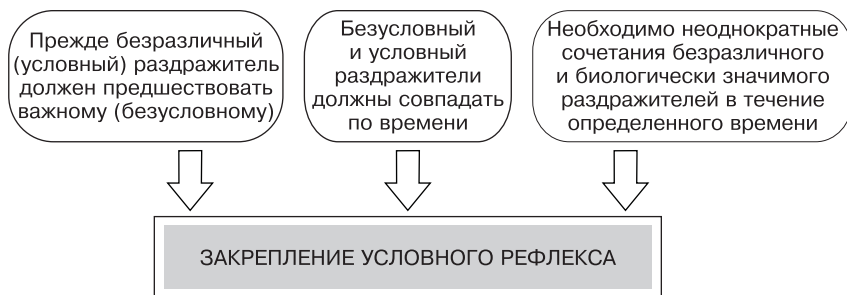 Прежде безразличный
(условный) раздражитель
должен предшествовать
важному (безусловному)
Безусловный
и условный
раздражители
должны совпадать
по времени
Необходимо неоднократные
сочетания безразличного
и биологически значимого
раздражителей в течение
определенного времени
ЗАКРЕПЛЕНИЕ УСЛОВНОГО РЕФЛЕКСА